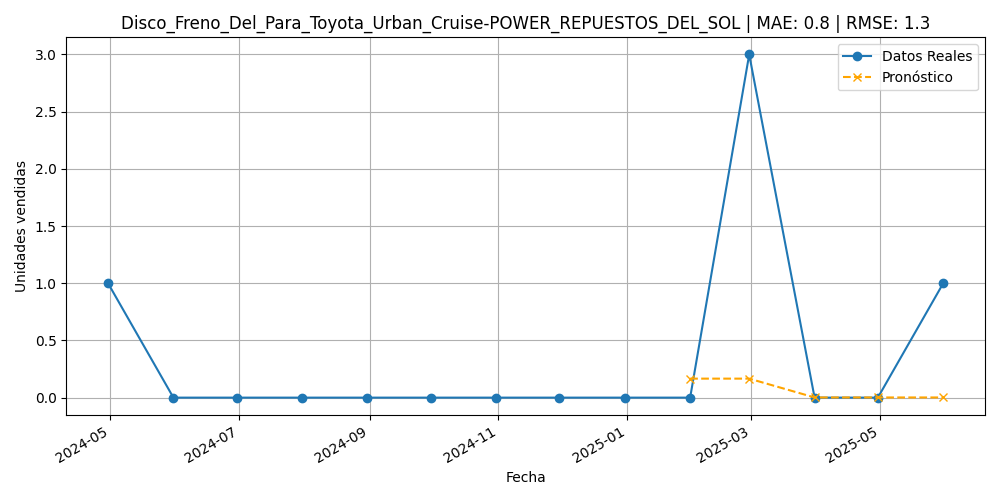 Disco_Freno_Del_Para_Toyota_Urban_Cruise-POWER_REPUESTOS_DEL_SOL | MAE: 0.8 | RMSE: 1.3
Datos Reales
Pronóstico
Unidades vendidas
3.0
2.5
2.0
1.5
1.0
0.5
0.0
2024-05
2024-07
2024-09
2024-11
2025-01
2025-03
2025-05
Fecha